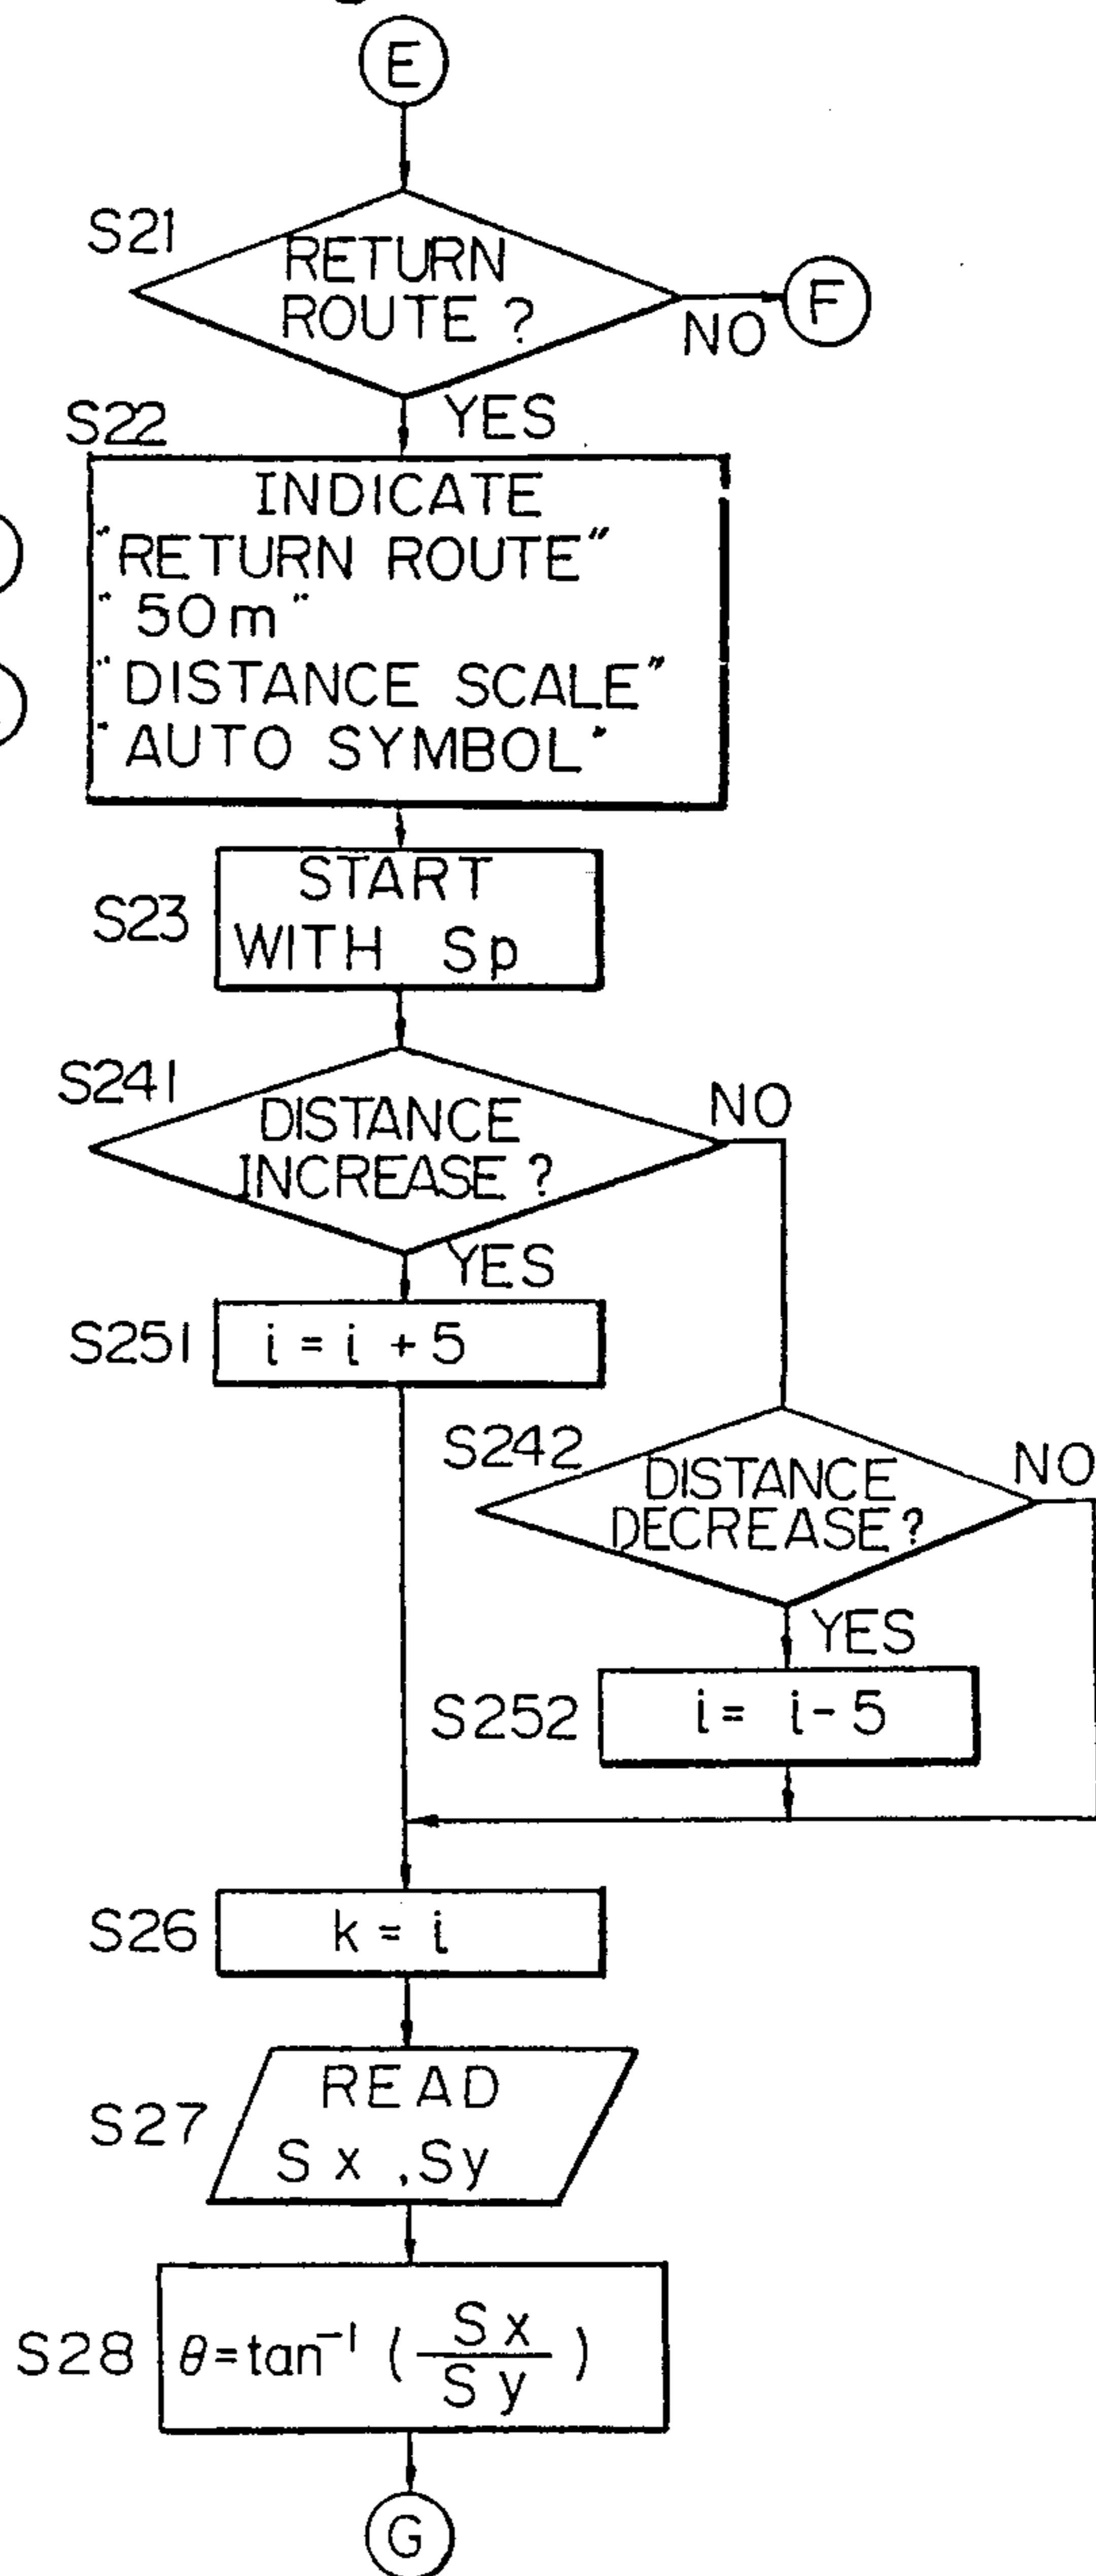 E
S21
RETURN
ROUTE ?
NO
F
YES
S22
INDICATE
"RETURN ROUTE"
"50m"
"DISTANCE SCALE"
"AUTO SYMBOL"
S23
START
WITH Sp
S241
DISTANCE
INCREASE ?
NO
YES
S251
i = i + 5
S242
DISTANCE
DECREASE ?
NO
YES
S252
i = i - 5
S26
k = i
S27
READ
Sx , Sy
S28
θ = tan⁻¹ ( Sx / Sy )
G